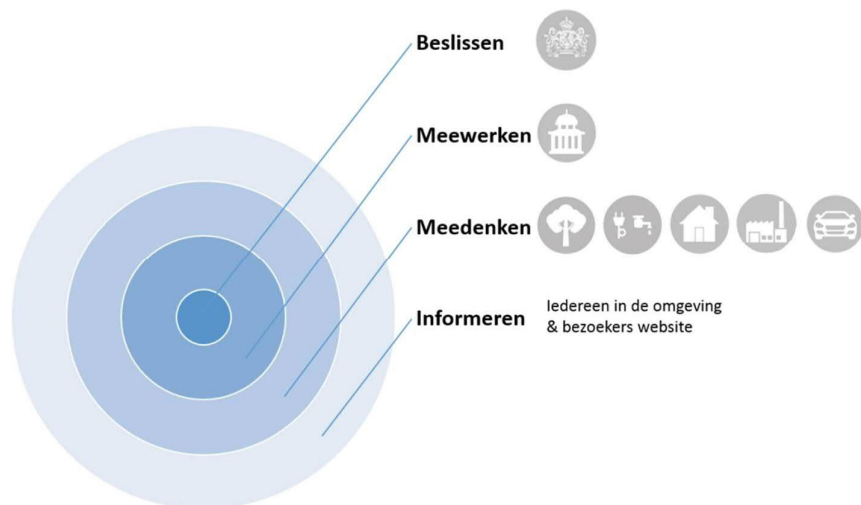 Beslissen
Meewerken
Meedenken
Informeren
Iedereen in de omgeving
& bezoekers website